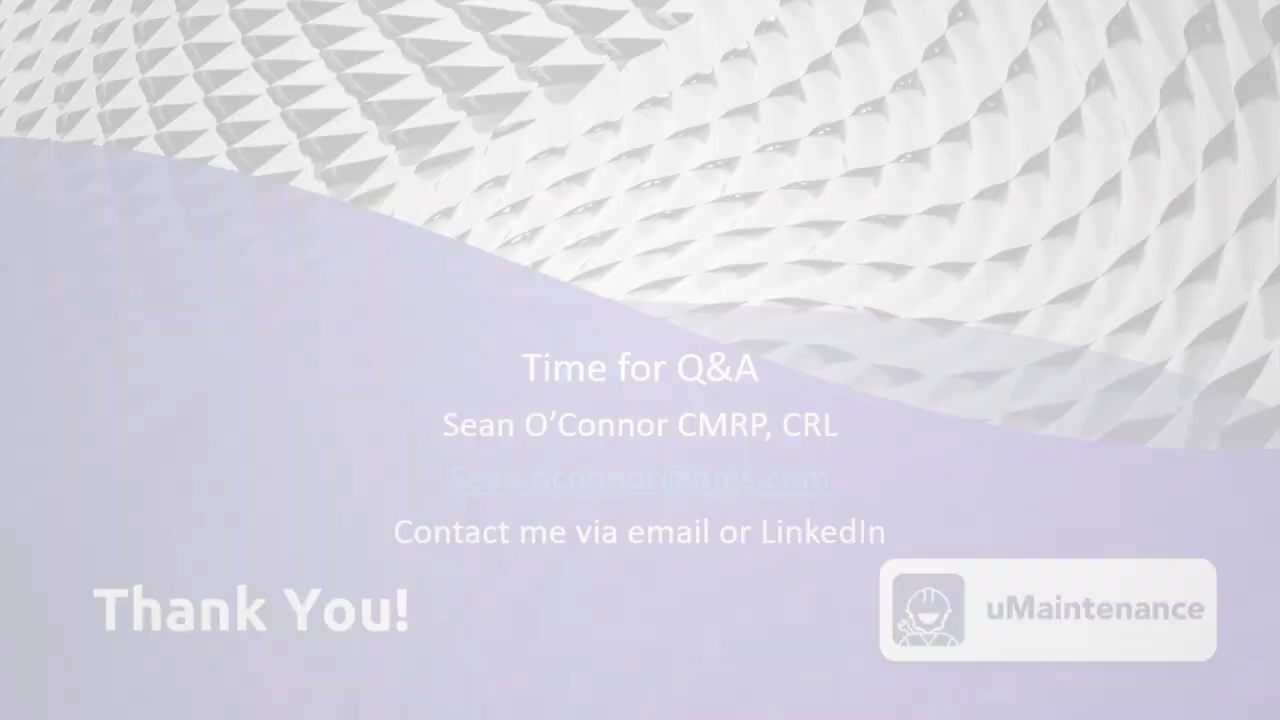 Time for Q&A
Sean O’Connor CMRP, CRL
Contact me via email or LinkedIn
Thank You!
uMaintenance